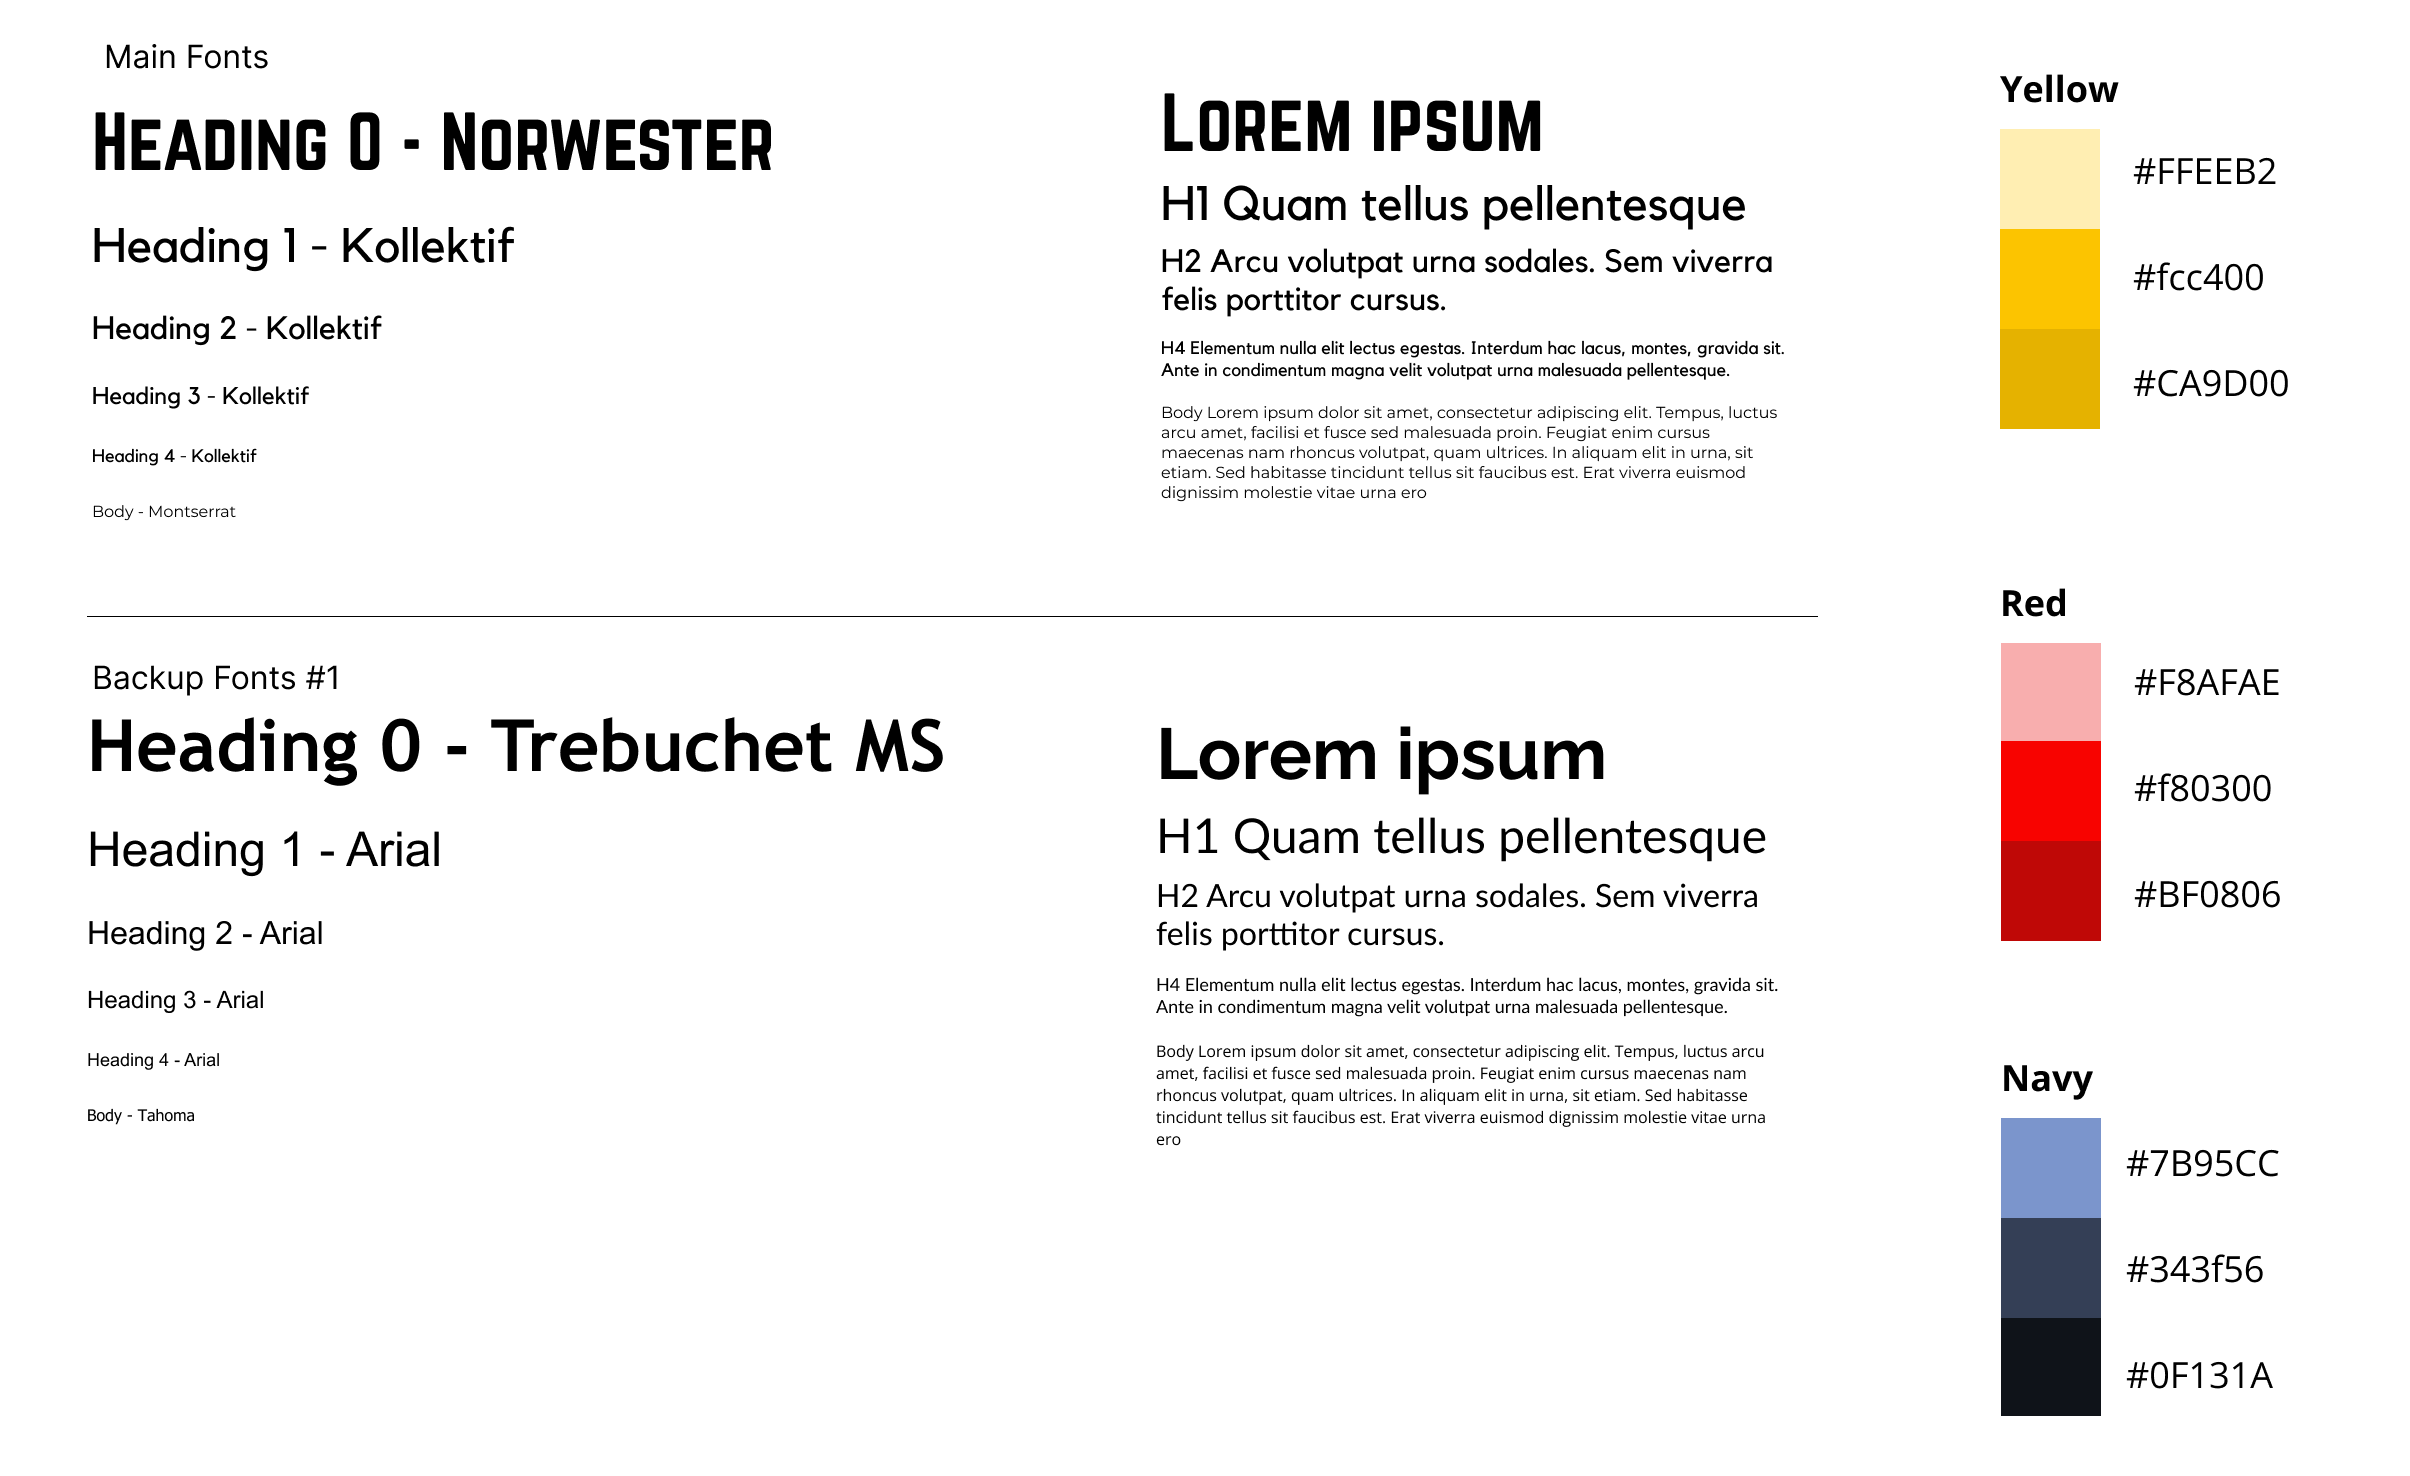 Main Fonts
Heading 0 - Norwester
Heading 1 - Kollektif
Heading 2 - Kollektif
Heading 3 - Kollektif
Heading 4 - Kollektif
Body - Montserrat
Lorem ipsum
H1 Quam tellus pellentesque
H2 Arcu volutpat urna sodales. Sem viverra
felis porttitor cursus.
H4 Elementum nulla elit lectus egestas. Interdum hac lacus, montes, gravida sit.
Ante in condimentum magna velit volutpat urna malesuada pellentesque.
Body Lorem ipsum dolor sit amet, consectetur adipiscing elit. Tempus, luctus
arcu amet, facilisi et fusce sed malesuada proin. Feugiat enim cursus
maecenas nam rhoncus volutpat, quam ultrices. In aliquam elit in urna, sit
etiam. Sed habitasse tincidunt tellus sit faucibus est. Erat viverra euismod
dignissim molestie vitae urna ero
Backup Fonts #1
Heading 0 - Trebuchet MS
Heading 1 - Arial
Heading 2 - Arial
Heading 3 - Arial
Heading 4 - Arial
Body - Tahoma
Lorem ipsum
H1 Quam tellus pellentesque
H2 Arcu volutpat urna sodales. Sem viverra
felis porttitor cursus.
H4 Elementum nulla elit lectus egestas. Interdum hac lacus, montes, gravida sit.
Ante in condimentum magna velit volutpat urna malesuada pellentesque.
Body Lorem ipsum dolor sit amet, consectetur adipiscing elit. Tempus, luctus arcu
amet, facilisi et fusce sed malesuada proin. Feugiat enim cursus maecenas nam
rhoncus volutpat, quam ultrices. In aliquam elit in urna, sit etiam. Sed habitasse
tincidunt tellus sit faucibus est. Erat viverra euismod dignissim molestie vitae urna
ero
Yellow
#FFEEB2
#fcc400
#CA9D00
Red
#F8AFAE
#f80300
#BF0806
Navy
#7B95CC
#343f56
#0F131A